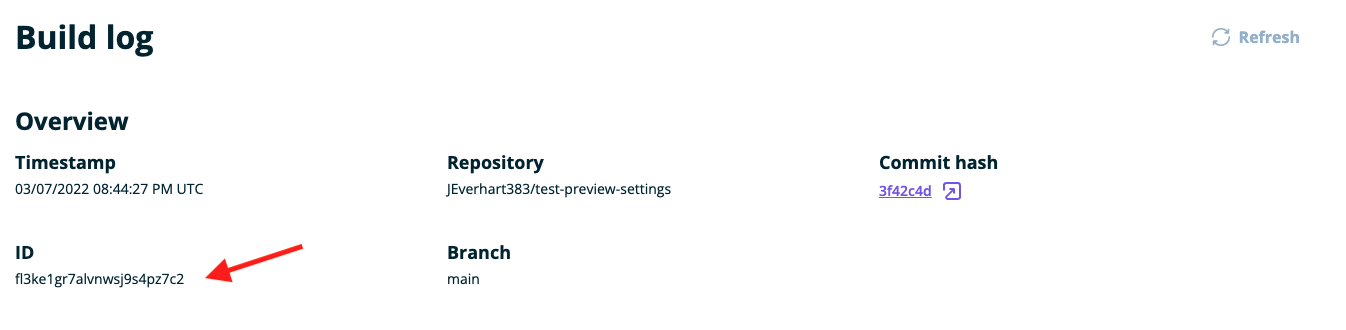 Build log
Refresh
Overview
Timestamp
Repository
Commit hash
03/07/2022 08:44:27 PM UTC
JEverhart383/test-preview-settings
3f42c4d
ID
Branch
fl3ke1gr7alvnwsj9s4pz7c2
main